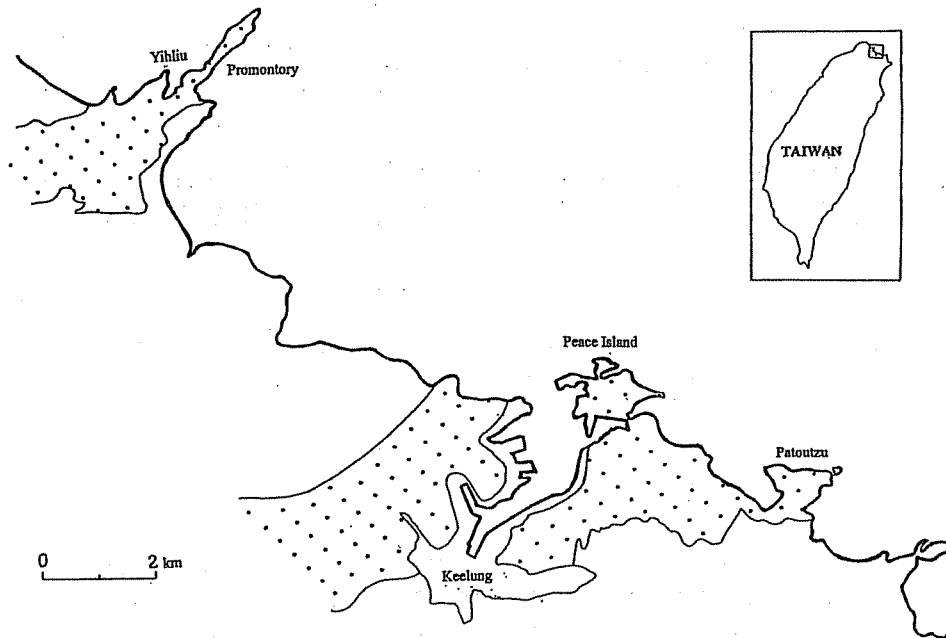 Yihliu
Promontory
TAIWAN
Peace Island
Patoutzu
Keelung
0 2 km